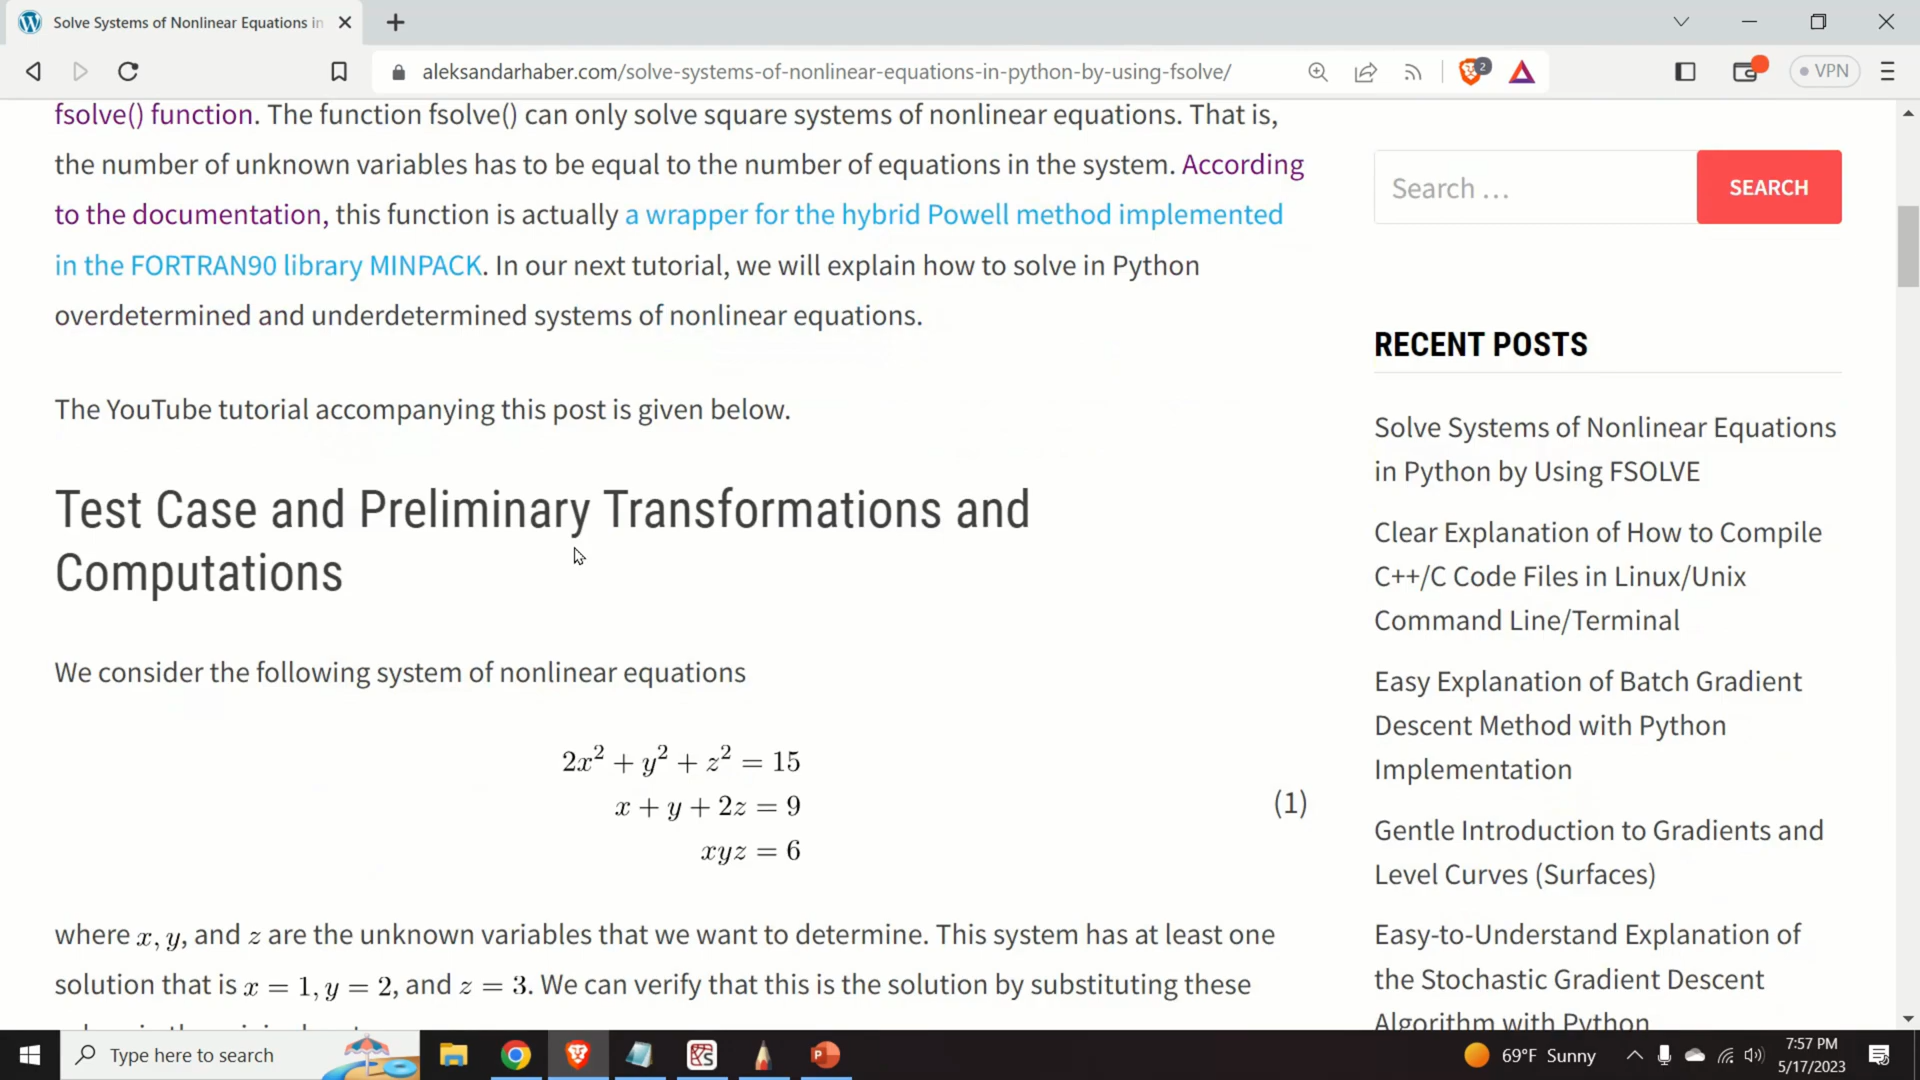 Solve Systems of Nonlinear Equations in
aleksandarhaber.com/solve-systems-of-nonlinear-equations-in-python-by-using-fsolve/
2
VPN
fsolve() function. The function fsolve() can only solve square systems of nonlinear equations. That is,
the number of unknown variables has to be equal to the number of equations in the system. According
to the documentation, this function is actually a wrapper for the hybrid Powell method implemented
in the FORTRAN90 library MINPACK. In our next tutorial, we will explain how to solve in Python
overdetermined and underdetermined systems of nonlinear equations.
The YouTube tutorial accompanying this post is given below.
Test Case and Preliminary Transformations and
Computations
We consider the following system of nonlinear equations
2x² + y² + z² = 15
x + y + 2z = 9
xyz = 6
(1)
where x, y, and z are the unknown variables that we want to determine. This system has at least one
solution that is x = 1, y = 2, and z = 3. We can verify that this is the solution by substituting these
Search …
SEARCH
RECENT POSTS
Solve Systems of Nonlinear Equations
in Python by Using FSOLVE
Clear Explanation of How to Compile
C++/C Code Files in Linux/Unix
Command Line/Terminal
Easy Explanation of Batch Gradient
Descent Method with Python
Implementation
Gentle Introduction to Gradients and
Level Curves (Surfaces)
Easy-to-Understand Explanation of
the Stochastic Gradient Descent
Algorithm with Python
Type here to search
69°F Sunny
7:57 PM
5/17/2023